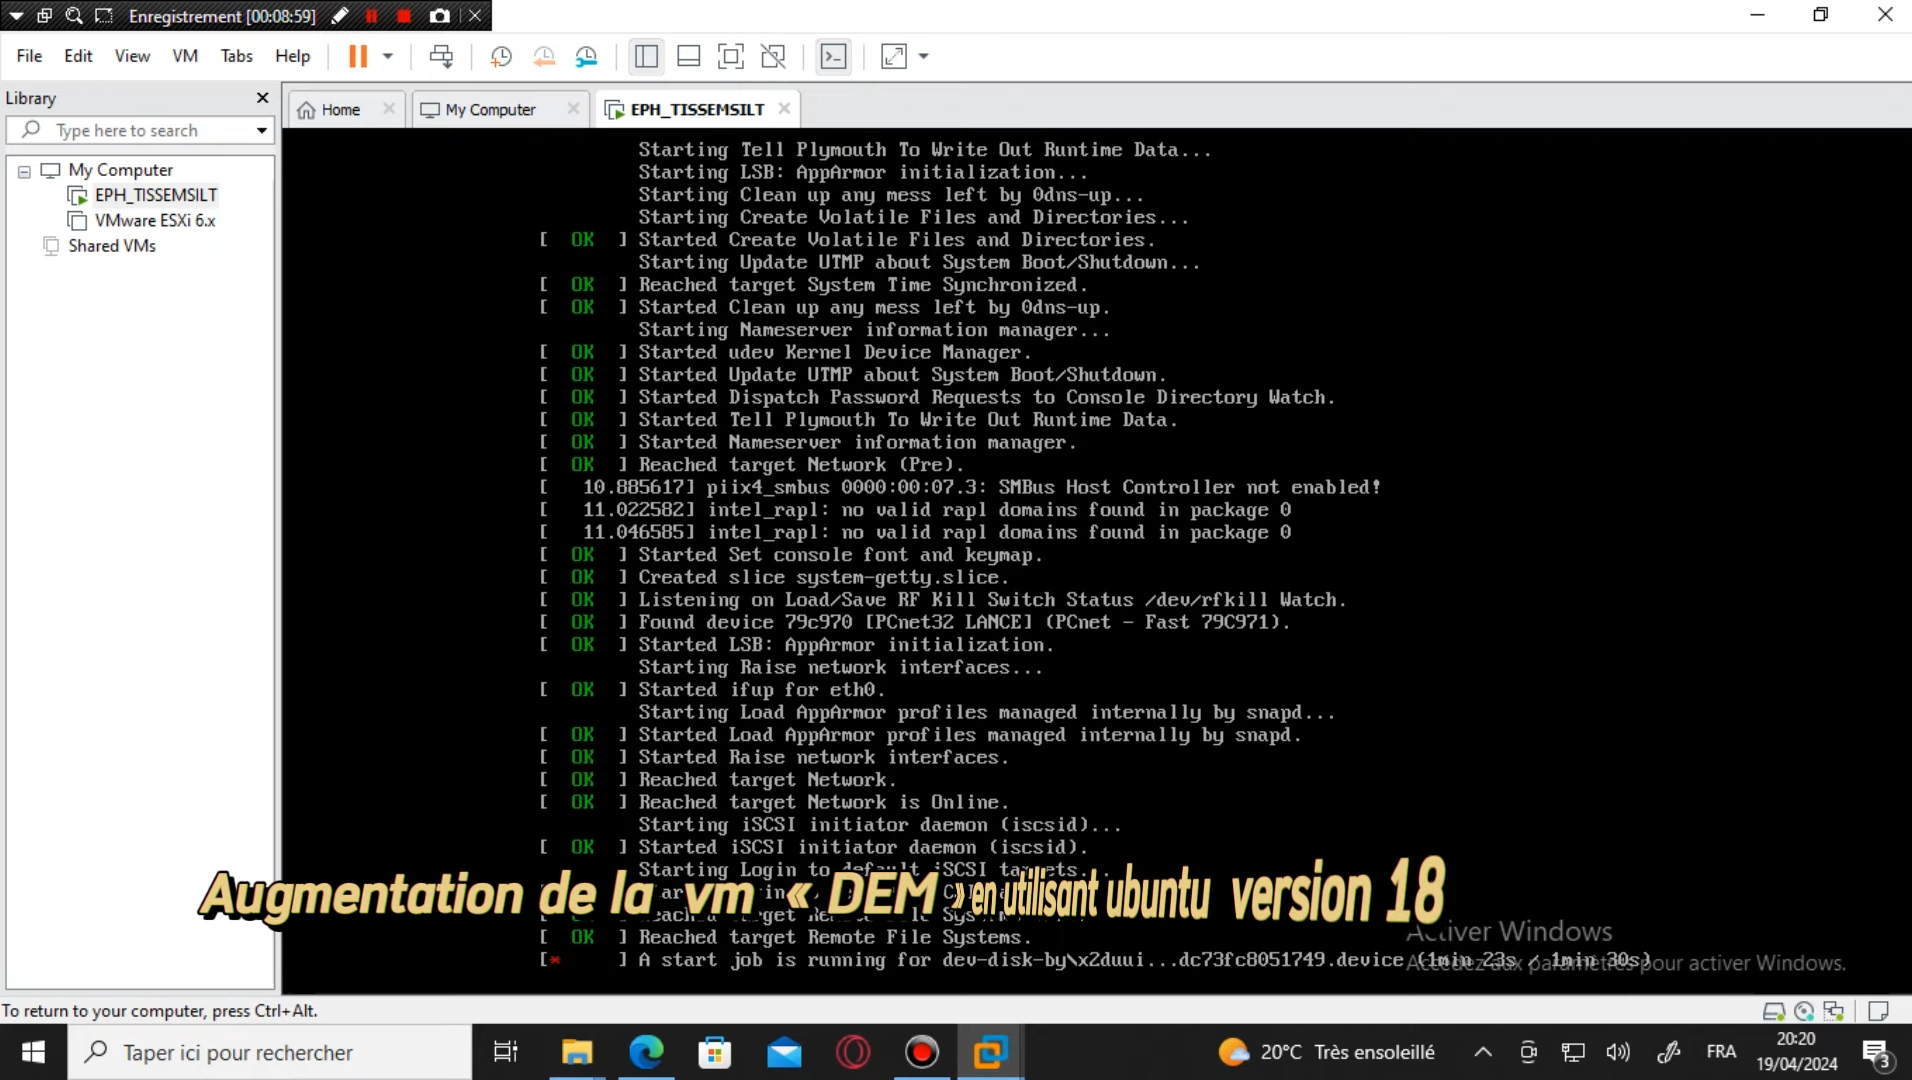 Enregistrement [00:08:59]
File Edit View VM Tabs Help
Library
Home
My Computer
EPH_TISSEMSILT
Type here to search
My Computer
EPH_TISSEMSILT
VMware ESXi 6.x
Shared VMs
Starting Tell Plymouth To Write Out Runtime Data...
Starting LSB: AppArmor initialization...
Starting Clean up any mess left by 0dns-up...
Starting Create Volatile Files and Directories...
[ OK ] Started Create Volatile Files and Directories.
Starting Update UTMP about System Boot/Shutdown...
[ OK ] Reached target System Time Synchronized.
[ OK ] Started Clean up any mess left by 0dns-up.
Starting Nameserver information manager...
[ OK ] Started udev Kernel Device Manager.
[ OK ] Started Update UTMP about System Boot/Shutdown.
[ OK ] Started Dispatch Password Requests to Console Directory Watch.
[ OK ] Started Tell Plymouth To Write Out Runtime Data.
[ OK ] Started Nameserver information manager.
[ OK ] Reached target Network (Pre).
[ 10.885617] piix4_smbus 0000:00:07.3: SMBus Host Controller not enabled!
[ 11.022582] intel_rapl: no valid rapl domains found in package 0
[ 11.046585] intel_rapl: no valid rapl domains found in package 0
[ OK ] Started Set console font and keymap.
[ OK ] Created slice system-getty.slice.
[ OK ] Listening on Load/Save RF Kill Switch Status /dev/rfkill Watch.
[ OK ] Found device 79c970 [PCnet32 LANCE] (PCnet - Fast 79C971).
[ OK ] Started LSB: AppArmor initialization.
Starting Raise network interfaces...
[ OK ] Started ifup for eth0.
Starting Load AppArmor profiles managed internally by snapd...
[ OK ] Started Load AppArmor profiles managed internally by snapd.
[ OK ] Started Raise network interfaces.
[ OK ] Reached target Network.
[ OK ] Reached target Network is Online.
Starting iSCSI initiator daemon (iscsid)...
[ OK ] Started iSCSI initiator daemon (iscsid).
Starting Login to default iSCSI targets.
Augmentation de la vm « DEM » en utilisant ubuntu version 18
[ OK ] Reached target Remote File Systems.
[* ] A start job is running for dev-disk-by\x2duui...dc73fc8051749.device (1min 23s / 1min 30s)
Activer Windows
Accédez aux paramètres pour activer Windows.
To return to your computer, press Ctrl+Alt.
Taper ici pour rechercher
20°C Très ensoleillé
FRA
20:20
19/04/2024
3